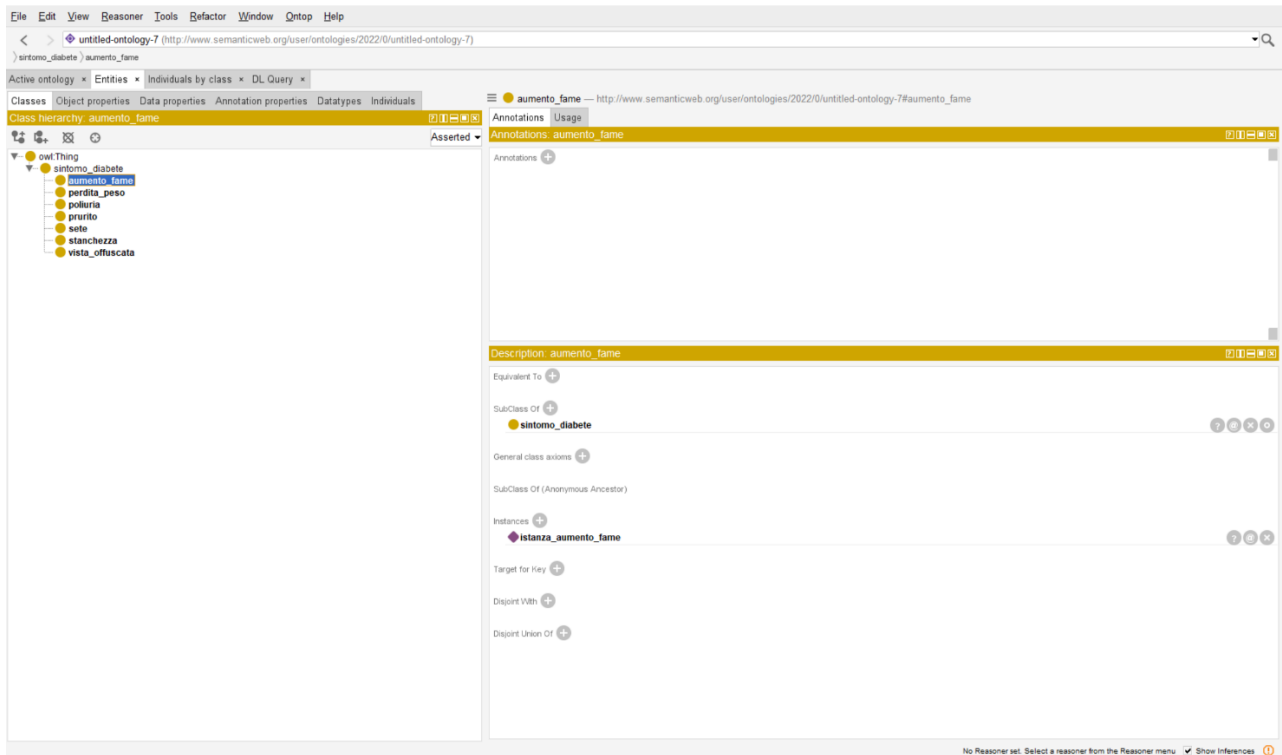 File Edit View Reasoner Tools Refactor Window Ontop Help
< > untitled-ontology-7 (http://www.semanticweb.org/user/ontologies/2022/0/untitled-ontology-7)
sintomo_diabete aumento_fame
Active ontology × Entities × Individuals by class × DL Query ×
Classes Object properties Data properties Annotation properties Datatypes Individuals
Class hierarchy: aumento_fame
Asserted
owl:Thing
sintomo_diabete
aumento_fame
perdita_peso
poliuria
prurito
sete
stanchezza
vista_offuscata
aumento_fame — http://www.semanticweb.org/user/ontologies/2022/0/untitled-ontology-7#aumento_fame
Annotations Usage
Annotations: aumento_fame
Annotations
Description: aumento_fame
Equivalent To
SubClass Of
sintomo_diabete
General class axioms
SubClass Of (Anonymous Ancestor)
Instances
istanza_aumento_fame
Target for Key
Disjoint With
Disjoint Union Of
No Reasoner set. Select a reasoner from the Reasoner menu Show Inferences